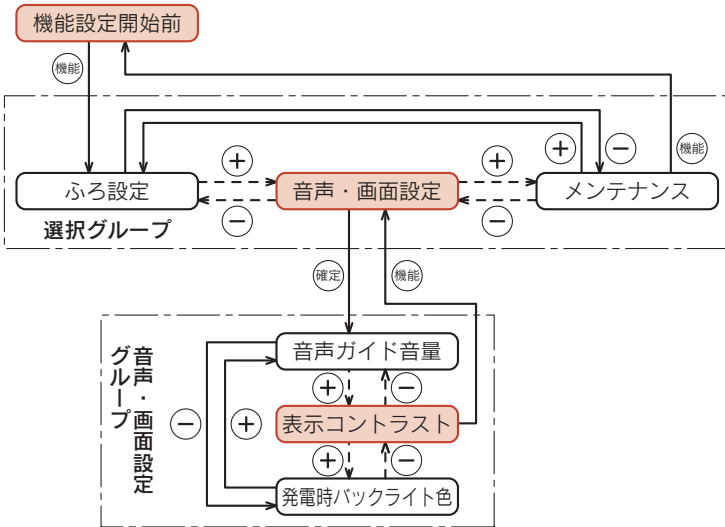 機能設定開始前
機能
⊕
⊖
機能
⊕
⊕
ふろ設定
音声・画面設定
メンテナンス
⊖
⊖
選択グループ
確定
機能
音声ガイド音量
音声・画面設定
グループ
⊕
⊖
⊖
⊕
表示コントラスト
⊕
⊖
発電時バックライト色